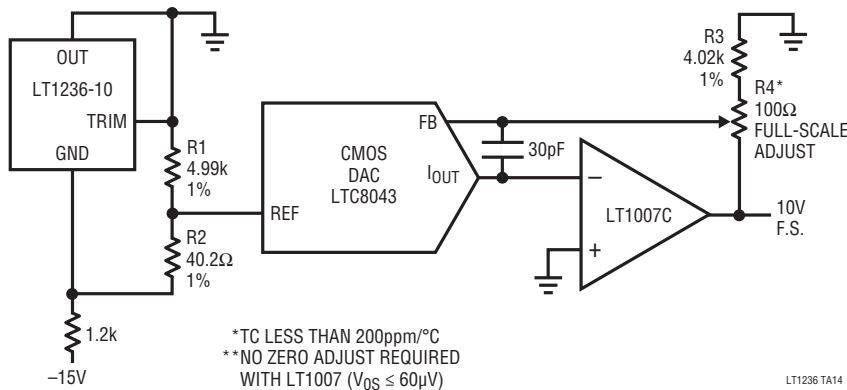 OUT
LT1236-10
TRIM
GND
R1
4.99k
1%
R2
40.2Ω
1%
1.2k
–15V
REF
CMOS
DAC
LTC8043
FB
IOUT
30pF
–
+
LT1007C
R3
4.02k
1%
R4*
100Ω
FULL-SCALE
ADJUST
10V
F.S.
*TC LESS THAN 200ppm/°C
**NO ZERO ADJUST REQUIRED
WITH LT1007 (V0S ≤ 60µV)
LT1236 TA14